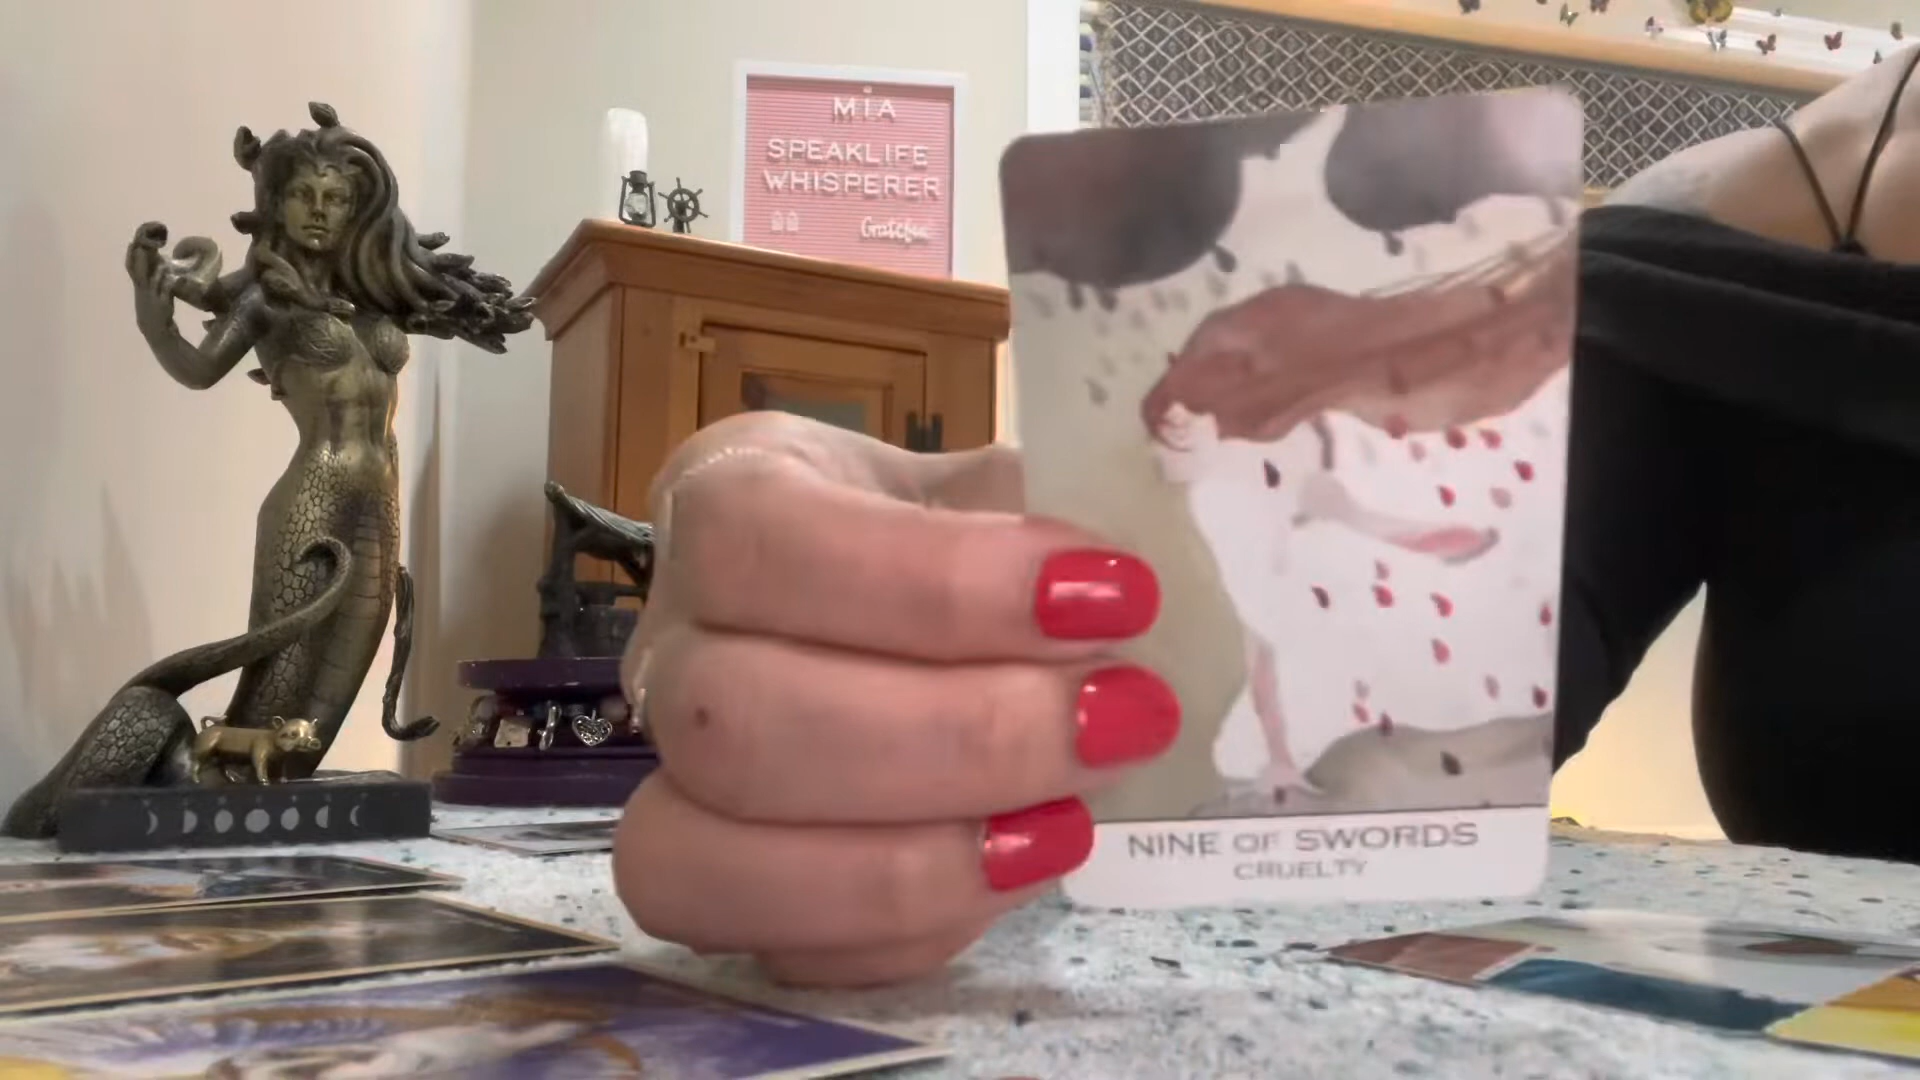 MiA
SPEAKLIFE
WHISPERER
Grateful
NINE OF SWORDS
CRUELTY